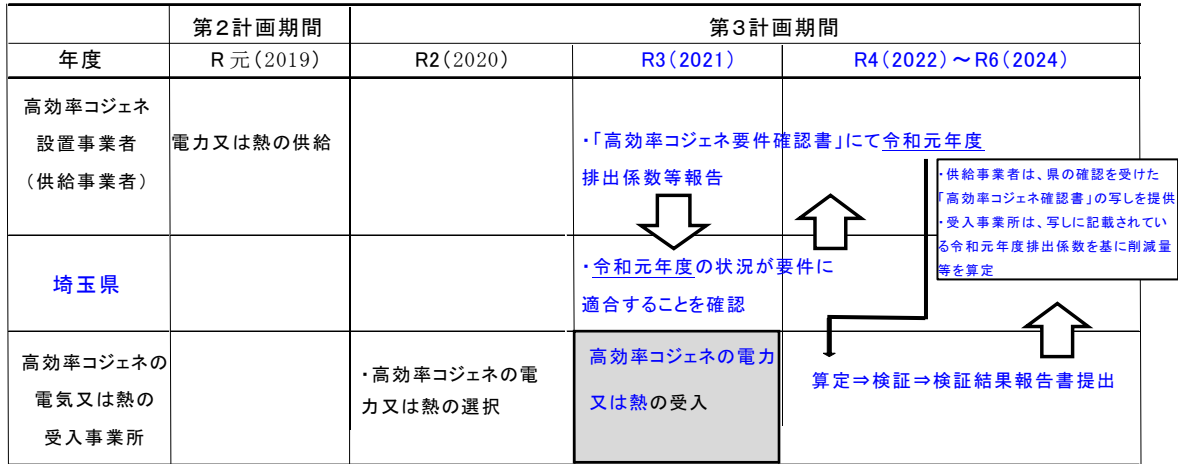 第2計画期間
第3計画期間
年度
R元(2019)
R2(2020)
R3(2021)
R4(2022)～R6(2024)
高効率コジェネ
設置事業者
(供給事業者)
電力又は熱の供給
・「高効率コジェネ要件確認書」にて令和元年度
排出係数等報告
・供給事業者は、県の確認を受けた
「高効率コジェネ確認書」の写しを提供
・受入事業所は、写しに記載されてい
る令和元年度排出係数を基に削減量
等を算定
埼玉県
・令和元年度の状況が要件に
適合することを確認
高効率コジェネの
電気又は熱の
受入事業所
・高効率コジェネの電
力又は熱の選択
高効率コジェネの電力
又は熱の受入
算定⇒検証⇒検証結果報告書提出